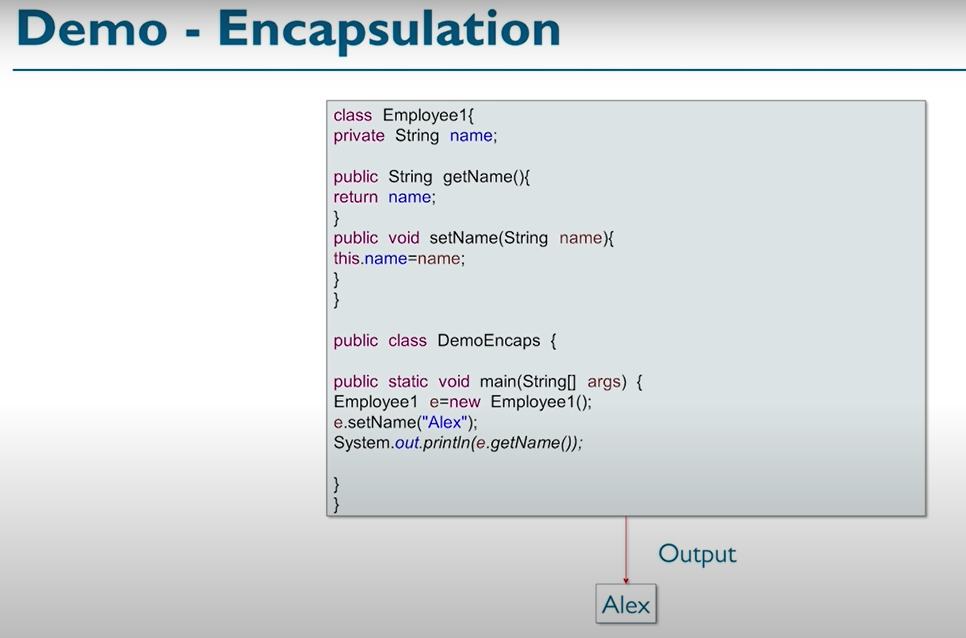 Demo - Encapsulation
class Employee1{
private String name;
public String getName(){
return name;
}
public void setName(String name){
this.name=name;
}
}
public class DemoEncaps {
public static void main(String[] args) {
Employee1 e=new Employee1();
e.setName("Alex");
System.out.println(e.getName());
}
}
Output
Alex